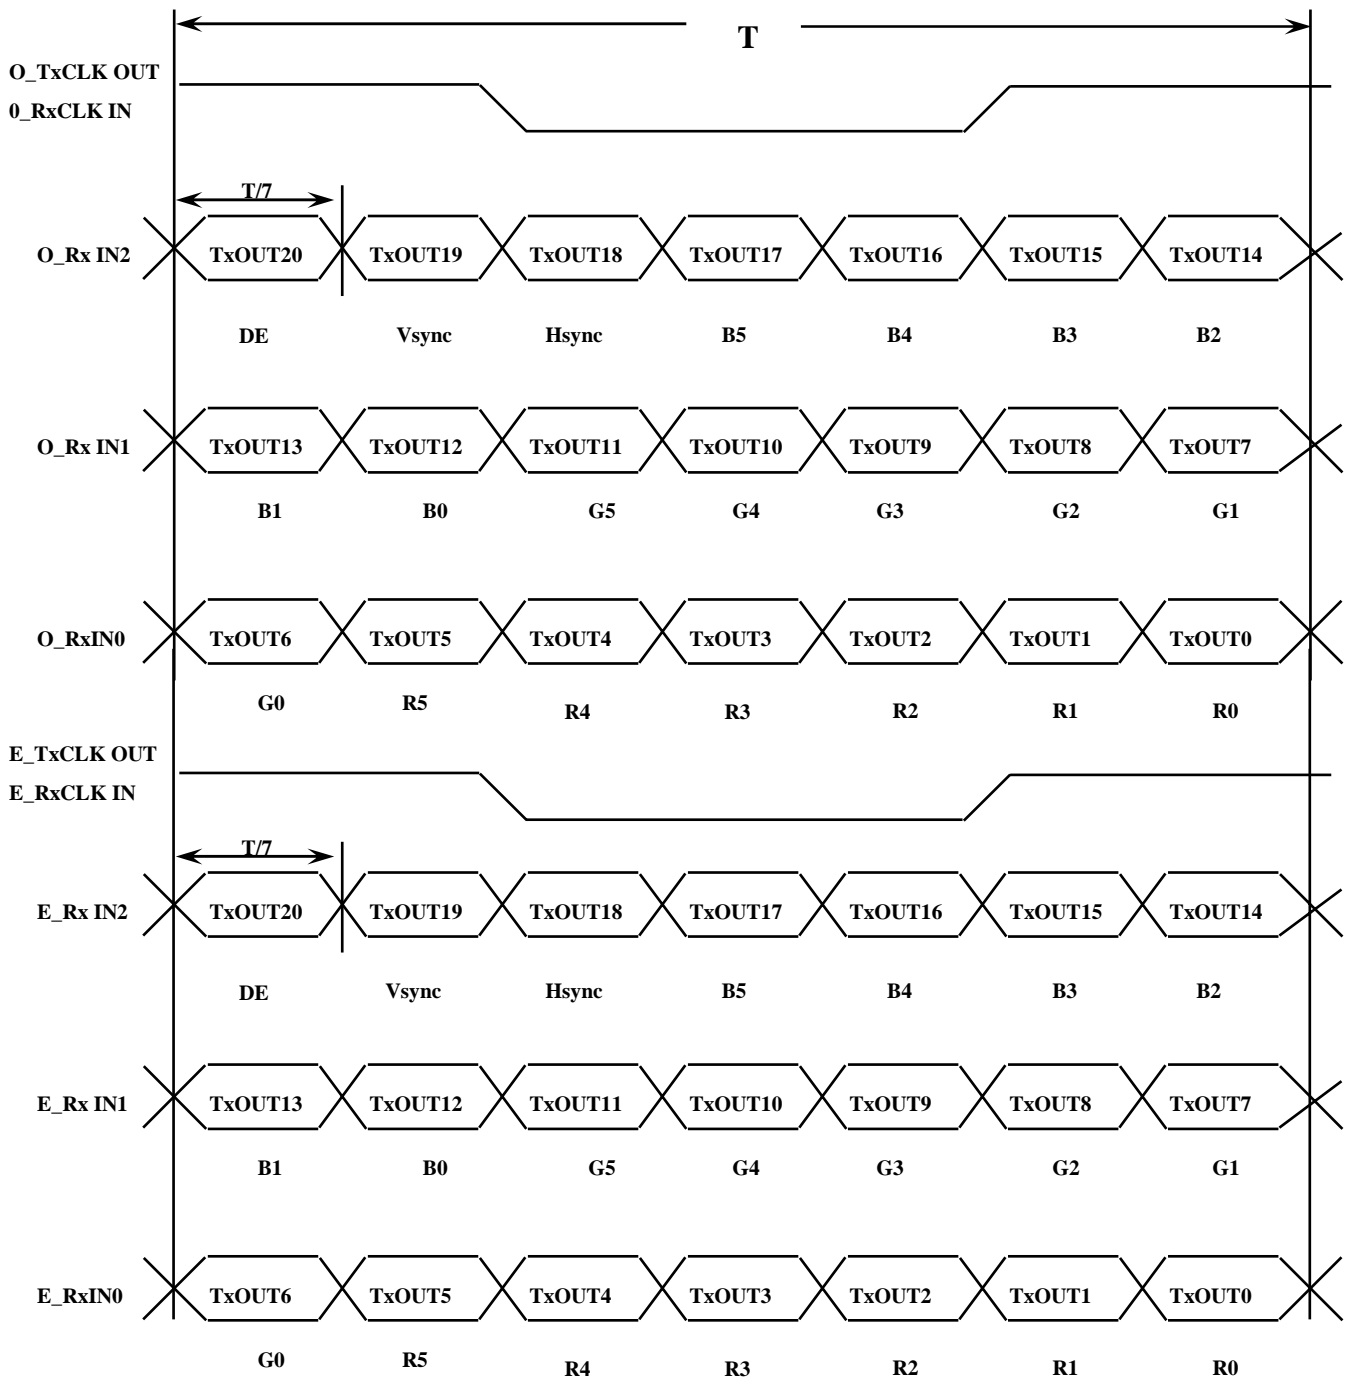 T
O_TxCLK OUT
0_RxCLK IN
T/7
O_Rx IN2 TxOUT20 TxOUT19 TxOUT18 TxOUT17 TxOUT16 TxOUT15 TxOUT14
DE Vsync Hsync B5 B4 B3 B2
O_Rx IN1 TxOUT13 TxOUT12 TxOUT11 TxOUT10 TxOUT9 TxOUT8 TxOUT7
B1 B0 G5 G4 G3 G2 G1
O_RxIN0 TxOUT6 TxOUT5 TxOUT4 TxOUT3 TxOUT2 TxOUT1 TxOUT0
G0 R5 R4 R3 R2 R1 R0
E_TxCLK OUT
E_RxCLK IN
T/7
E_Rx IN2 TxOUT20 TxOUT19 TxOUT18 TxOUT17 TxOUT16 TxOUT15 TxOUT14
DE Vsync Hsync B5 B4 B3 B2
E_Rx IN1 TxOUT13 TxOUT12 TxOUT11 TxOUT10 TxOUT9 TxOUT8 TxOUT7
B1 B0 G5 G4 G3 G2 G1
E_RxIN0 TxOUT6 TxOUT5 TxOUT4 TxOUT3 TxOUT2 TxOUT1 TxOUT0
G0 R5 R4 R3 R2 R1 R0